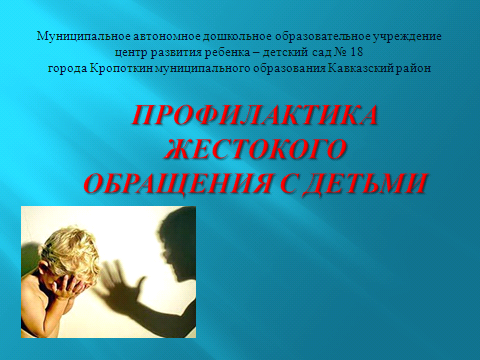 Муниципальное автономное дошкольное образовательное учреждение
центр развития ребенка – детский сад № 18
города Кропоткин муниципального образования Кавказский район
ПРОФИЛАКТИКА
ЖЕСТОКОГО
ОБРАЩЕНИЯ С ДЕТЬМИ